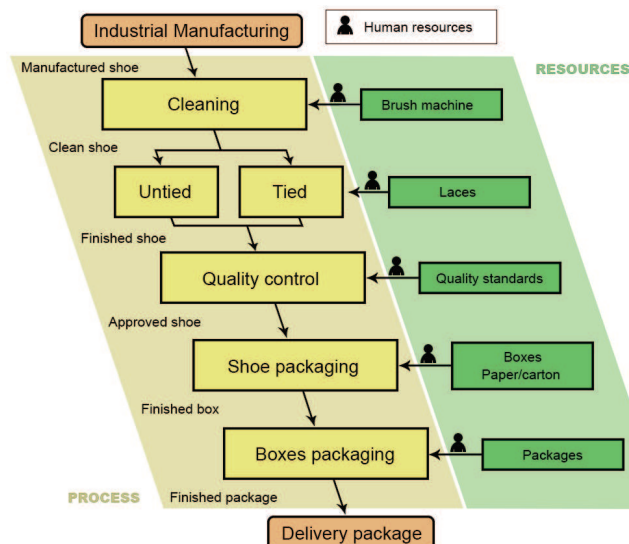 Industrial Manufacturing
Human resources
Manufactured shoe
RESOURCES
Cleaning
Brush machine
Clean shoe
Untied
Tied
Laces
Finished shoe
Quality control
Quality standards
Approved shoe
Shoe packaging
Boxes
Paper/carton
Finished box
Boxes packaging
Packages
PROCESS
Finished package
Delivery package